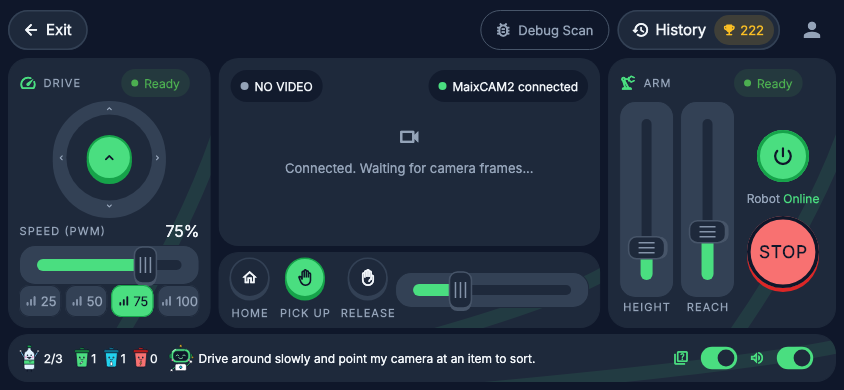 Exit
Debug Scan
History 222
DRIVE
Ready
NO VIDEO
MaixCAM2 connected
Connected. Waiting for camera frames...
ARM
Ready
Robot Online
STOP
SPEED (PWM) 75%
25 50 75 100
HOME PICK UP RELEASE
HEIGHT REACH
2/3 1 1 0 Drive around slowly and point my camera at an item to sort.